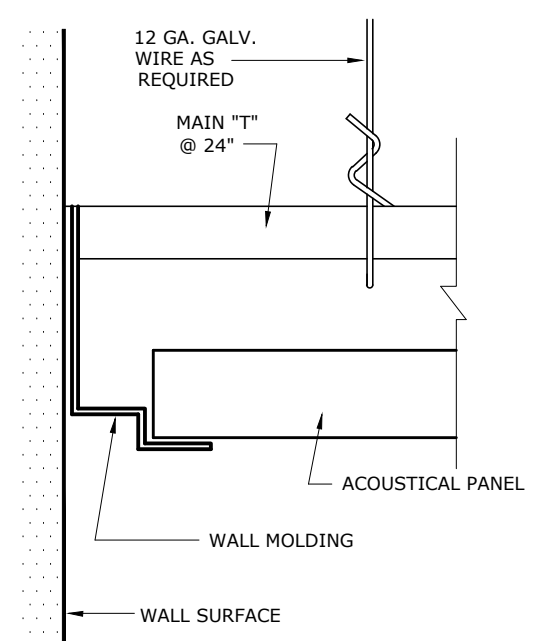 12 GA. GALV.
WIRE AS
REQUIRED
MAIN "T"
@ 24"
ACOUSTICAL PANEL
WALL MOLDING
WALL SURFACE